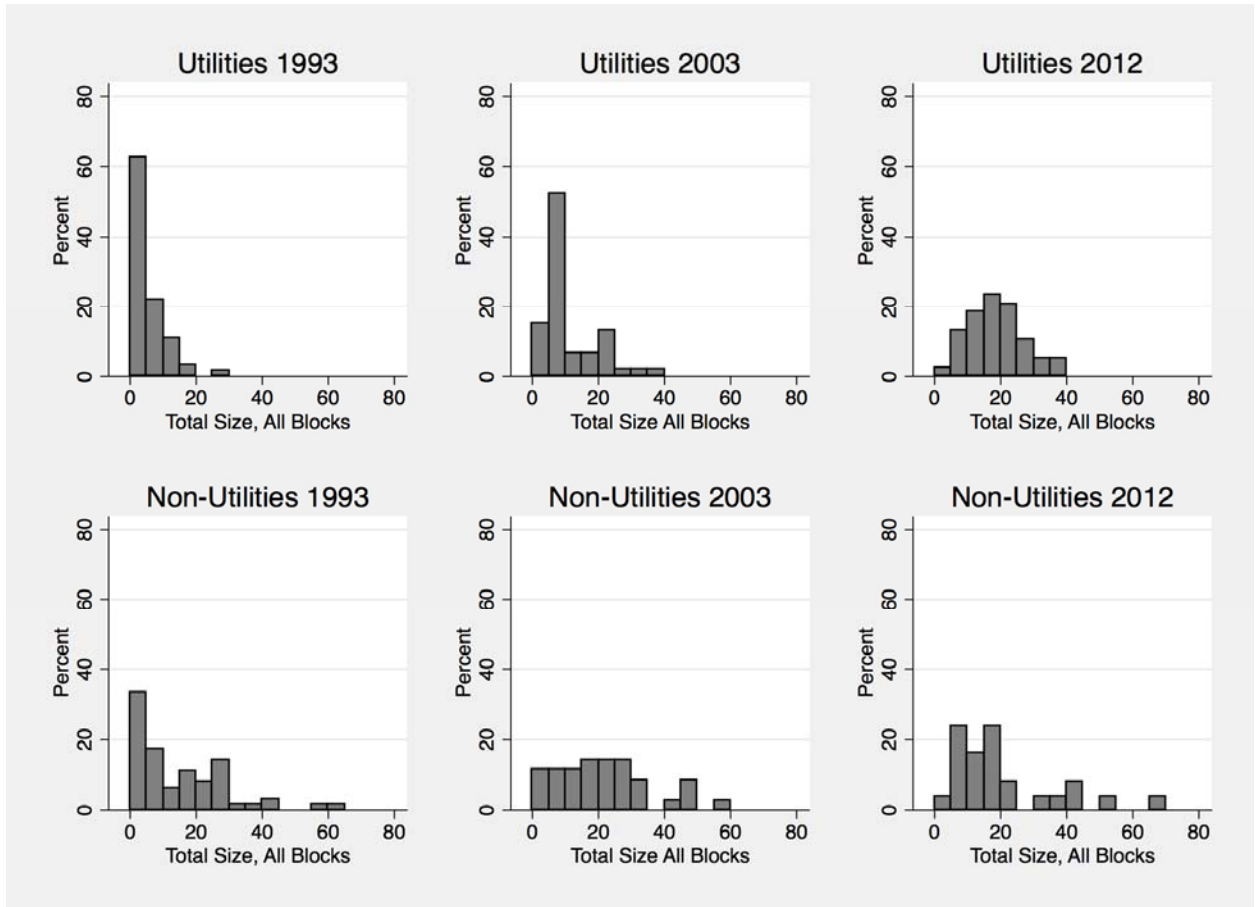 Utilities 1993
Percent
80
60
40
20
0
0 20 40 60 80
Total Size, All Blocks
Utilities 2003
Percent
80
60
40
20
0
0 20 40 60 80
Total Size All Blocks
Utilities 2012
Percent
80
60
40
20
0
0 20 40 60 80
Total Size, All Blocks
Non-Utilities 1993
Percent
80
60
40
20
0
0 20 40 60 80
Total Size, All Blocks
Non-Utilities 2003
Percent
80
60
40
20
0
0 20 40 60 80
Total Size All Blocks
Non-Utilities 2012
Percent
80
60
40
20
0
0 20 40 60 80
Total Size, All Blocks